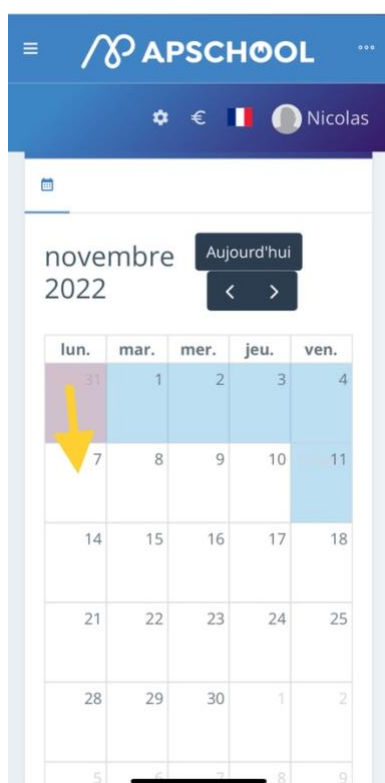 APSCHOOL
€ Nicolas
novembre 2022
Aujourd'hui
lun. mar. mer. jeu. ven.
31 1 2 3 4
7 8 9 10 11
14 15 16 17 18
21 22 23 24 25
28 29 30 1 2
5 6 7 8 9